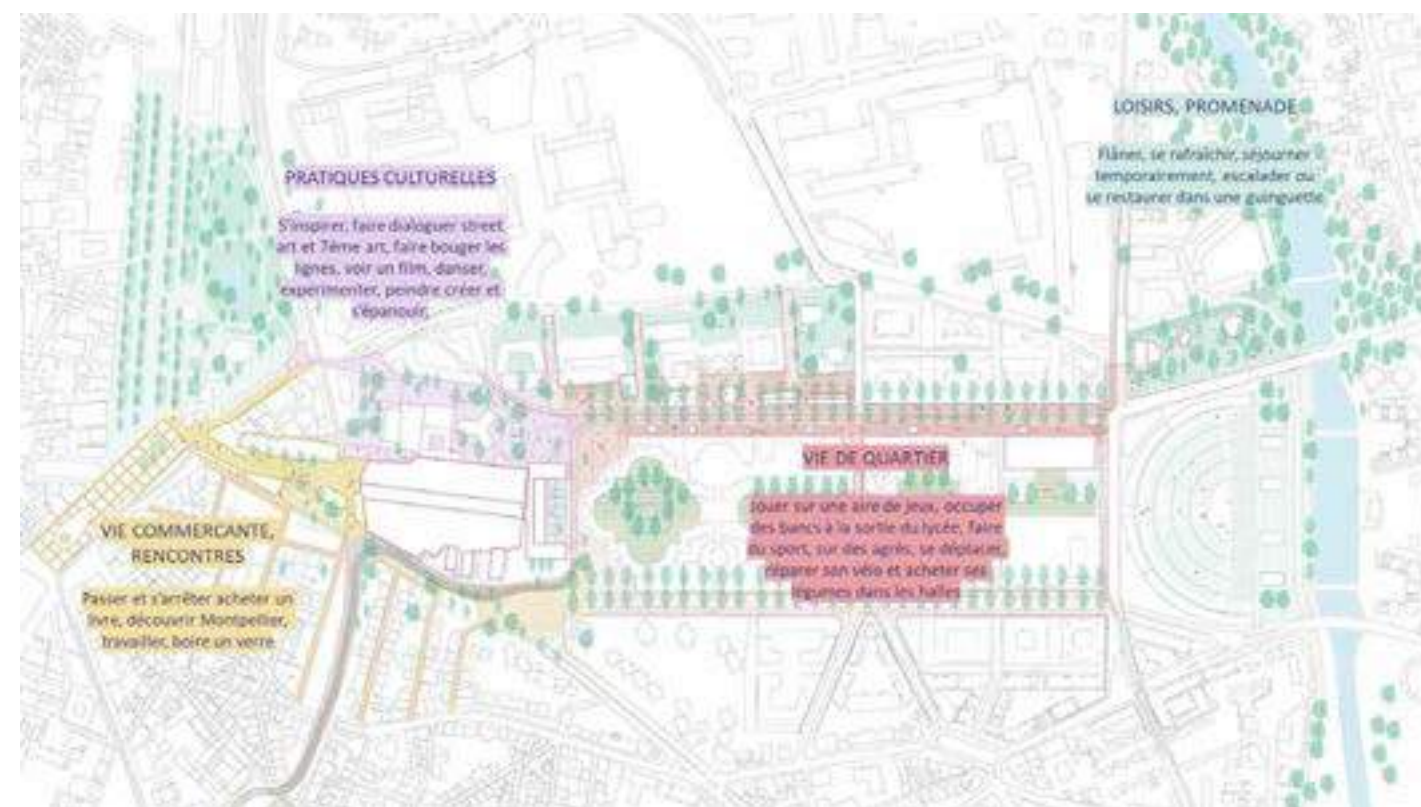 LOISIRS, PROMENADE
Flâner, se rafraîchir, séjourner
temporairement, escalader ou
se restaurer dans une guinguette
PRATIQUES CULTURELLES
S'inspirer, faire dialoguer street
art et 7ème art, faire bouger les
lignes, voir un film, danser,
experimenter, peindre créer et
s'épanouir.
VIE DE QUARTIER
Jouer sur une aire de jeux, occuper
des bancs à la sortie du lycée, faire
du sport, sur des agrès, se déplacer,
réparer son vélo et acheter ses
légumes dans les halles
VIE COMMERCANTE,
RENCONTRES
Passer et s'arrêter acheter un
livre, découvrir Montpellier,
travailler, boire un verre